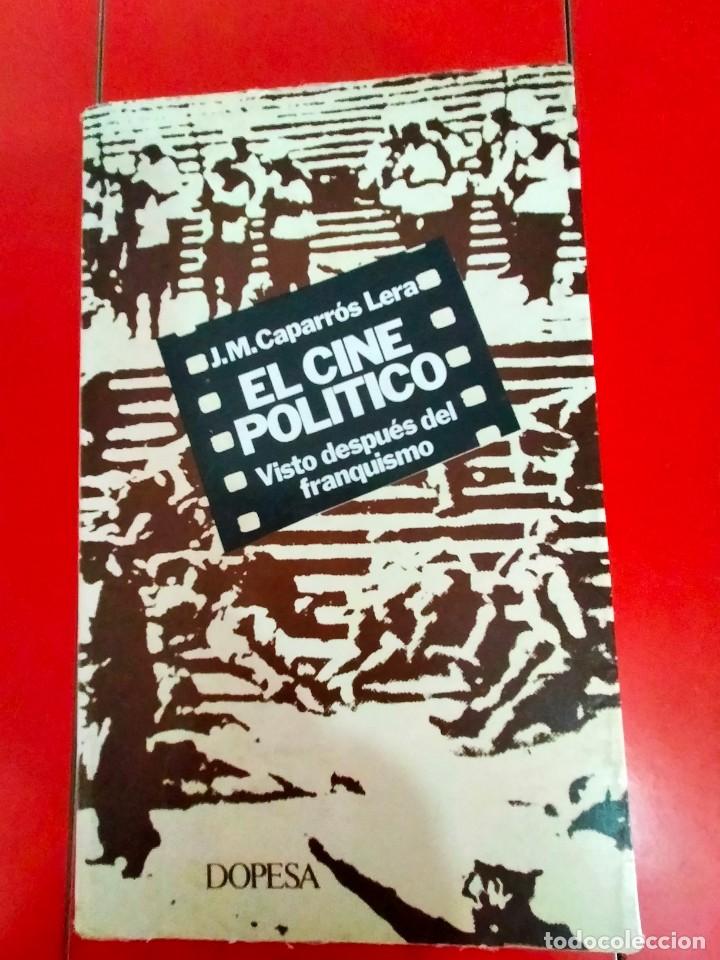 J.M.Caparrós Lera
EL CINE
POLITICO
Visto después del
franquismo
DOPESA
todocoleccion